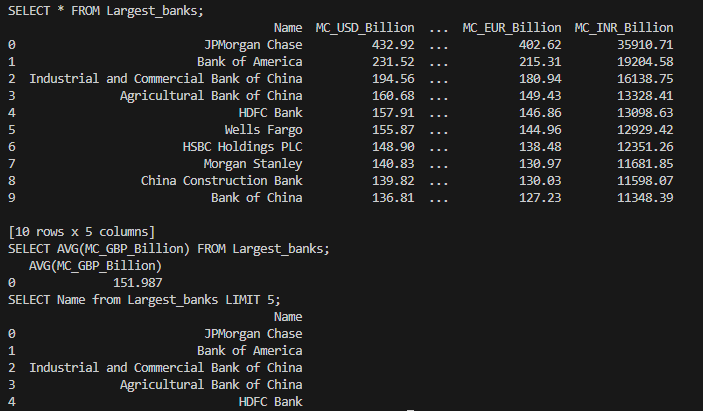 SELECT * FROM Largest_banks;
Name MC_USD_Billion ... MC_EUR_Billion MC_INR_Billion
0 JPMorgan Chase 432.92 ... 402.62 35910.71
1 Bank of America 231.52 ... 215.31 19204.58
2 Industrial and Commercial Bank of China 194.56 ... 180.94 16138.75
3 Agricultural Bank of China 160.68 ... 149.43 13328.41
4 HDFC Bank 157.91 ... 146.86 13098.63
5 Wells Fargo 155.87 ... 144.96 12929.42
6 HSBC Holdings PLC 148.90 ... 138.48 12351.26
7 Morgan Stanley 140.83 ... 130.97 11681.85
8 China Construction Bank 139.82 ... 130.03 11598.07
9 Bank of China 136.81 ... 127.23 11348.39
[10 rows x 5 columns]
SELECT AVG(MC_GBP_Billion) FROM Largest_banks;
AVG(MC_GBP_Billion)
0 151.987
SELECT Name from Largest_banks LIMIT 5;
Name
0 JPMorgan Chase
1 Bank of America
2 Industrial and Commercial Bank of China
3 Agricultural Bank of China
4 HDFC Bank